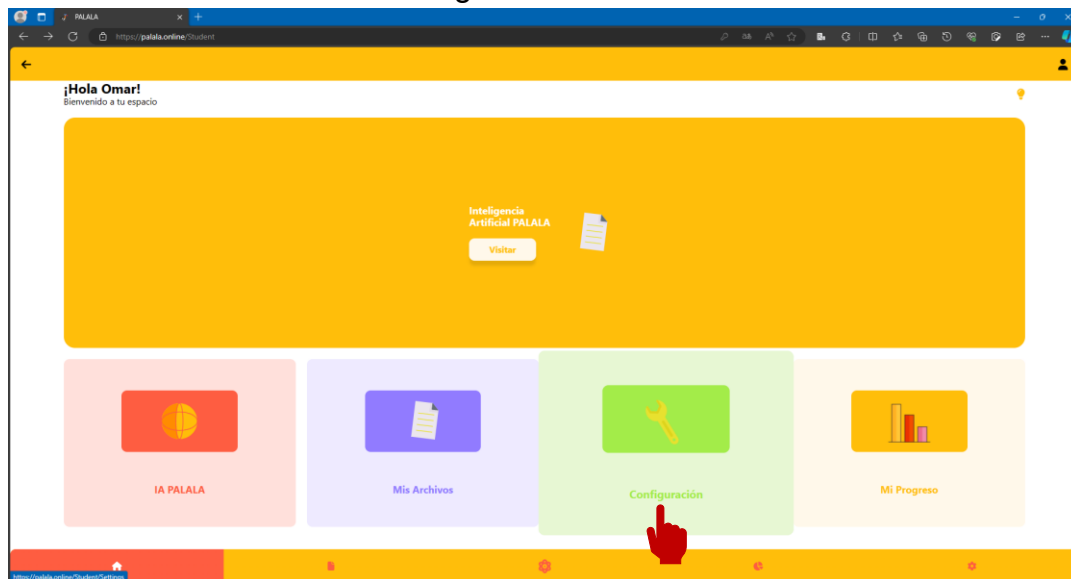 PALALA
https://palala.online/Student
¡Hola Omar!
Bienvenido a tu espacio
Inteligencia
Artificial PALALA
Visitar
IA PALALA
Mis Archivos
Configuración
Mi Progreso
https://palala.online/Student/Settings